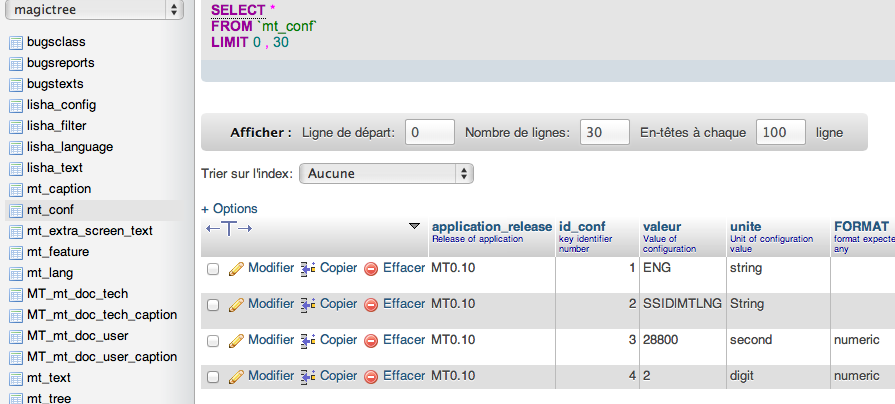 magictree
bugsclass
bugsreports
bugstexts
lisha_config
lisha_filter
lisha_language
lisha_text
mt_caption
mt_conf
mt_extra_screen_text
mt_feature
mt_lang
MT_mt_doc_tech
MT_mt_doc_tech_caption
MT_mt_doc_user
MT_mt_doc_user_caption
mt_text
mt_tree
SELECT *
FROM `mt_conf`
LIMIT 0 , 30
Afficher : Ligne de départ: 0 Nombre de lignes: 30 En-têtes à chaque 100 ligne
Trier sur l'index: Aucune
+ Options
application_release id_conf valeur unite FORMAT
Release of application key identifier number Value of configuration Unit of configuration value format expecte any
Modifier Copier Effacer MT0.10 1 ENG string
Modifier Copier Effacer MT0.10 2 SSIDIMTLNG String
Modifier Copier Effacer MT0.10 3 28800 second numeric
Modifier Copier Effacer MT0.10 4 2 digit numeric